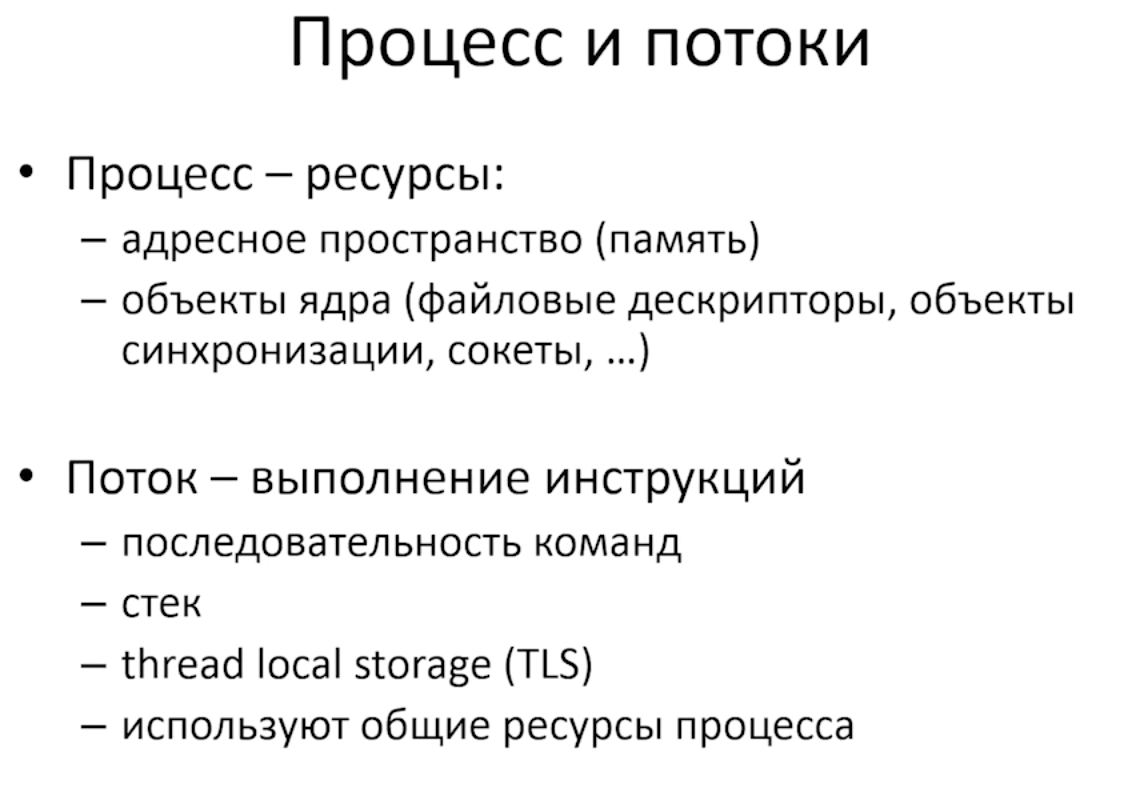 Процесс и потоки
• Процесс – ресурсы:
– адресное пространство (память)
– объекты ядра (файловые дескрипторы, объекты
синхронизации, сокеты, …)
• Поток – выполнение инструкций
– последовательность команд
– стек
– thread local storage (TLS)
– используют общие ресурсы процесса